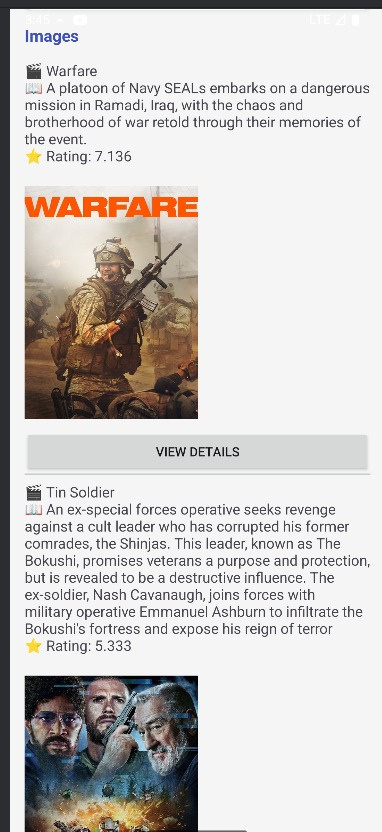 3:45
LTE
Images
🎬 Warfare
📖 A platoon of Navy SEALs embarks on a dangerous
mission in Ramadi, Iraq, with the chaos and
brotherhood of war retold through their memories of
the event.
⭐ Rating: 7.136
WARFARE
VIEW DETAILS
🎬 Tin Soldier
📖 An ex-special forces operative seeks revenge
against a cult leader who has corrupted his former
comrades, the Shinjas. This leader, known as The
Bokushi, promises veterans a purpose and protection,
but is revealed to be a destructive influence. The
ex-soldier, Nash Cavanaugh, joins forces with
military operative Emmanuel Ashburn to infiltrate the
Bokushi's fortress and expose his reign of terror
⭐ Rating: 5.333